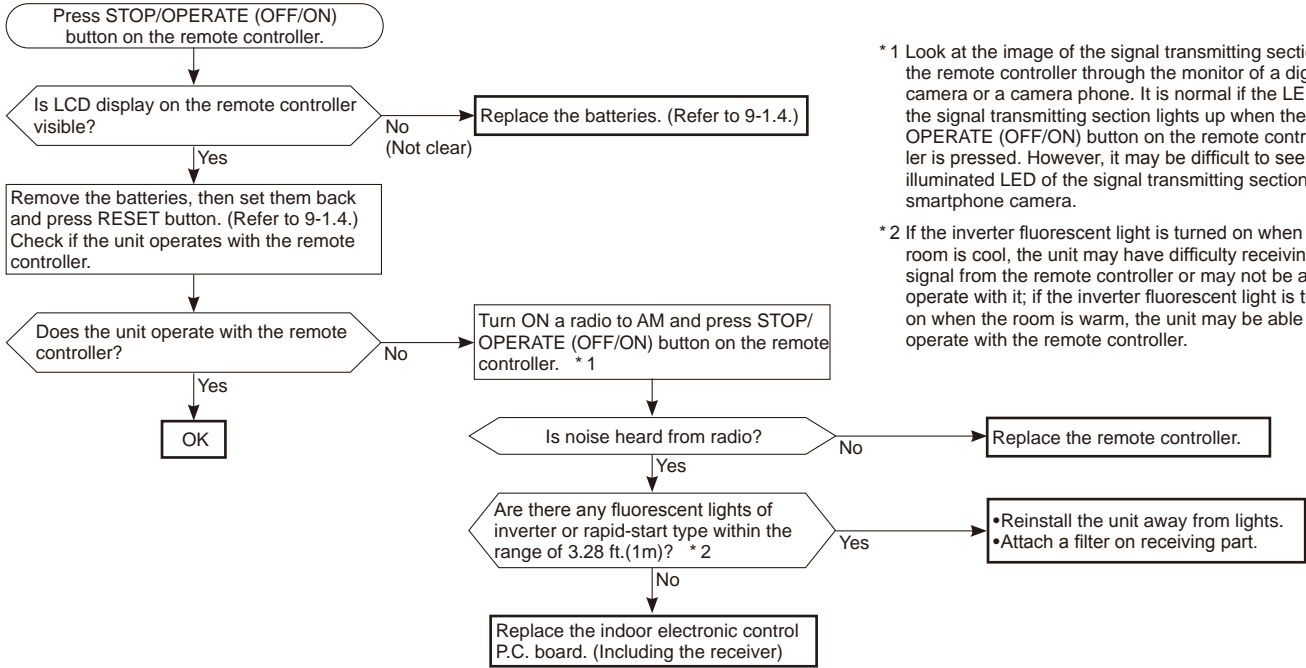 Press STOP/OPERATE (OFF/ON)
button on the remote controller.
Is LCD display on the remote controller
visible?
No
(Not clear)
Replace the batteries. (Refer to 9-1.4.)
Yes
Remove the batteries, then set them back
and press RESET button. (Refer to 9-1.4.)
Check if the unit operates with the remote
controller.
Does the unit operate with the remote
controller?
No
Yes
OK
Turn ON a radio to AM and press STOP/
OPERATE (OFF/ON) button on the remote
controller. * 1
Is noise heard from radio?
No
Replace the remote controller.
Yes
Are there any fluorescent lights of
inverter or rapid-start type within the
range of 3.28 ft.(1m)? * 2
Yes
•Reinstall the unit away from lights.
•Attach a filter on receiving part.
No
Replace the indoor electronic control
P.C. board. (Including the receiver)
* 1 Look at the image of the signal transmitting
the remote controller through the monitor of a
camera or a camera phone. It is normal if the
the signal transmitting section lights up when the
OPERATE (OFF/ON) button on the remote
ler is pressed. However, it may be difficult to see
illuminated LED of the signal transmitting section
smartphone camera.
* 2 If the inverter fluorescent light is turned on when
room is cool, the unit may have difficulty
signal from the remote controller or may not be
operate with it; if the inverter fluorescent light is
on when the room is warm, the unit may be able
operate with the remote controller.